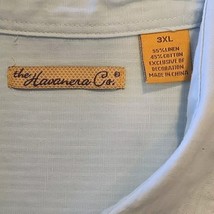 the Havanera Co.®
3XL
55% LINEN
45% COTTON
EXCLUSIVE OF
DECORATION
MADE IN CHINA